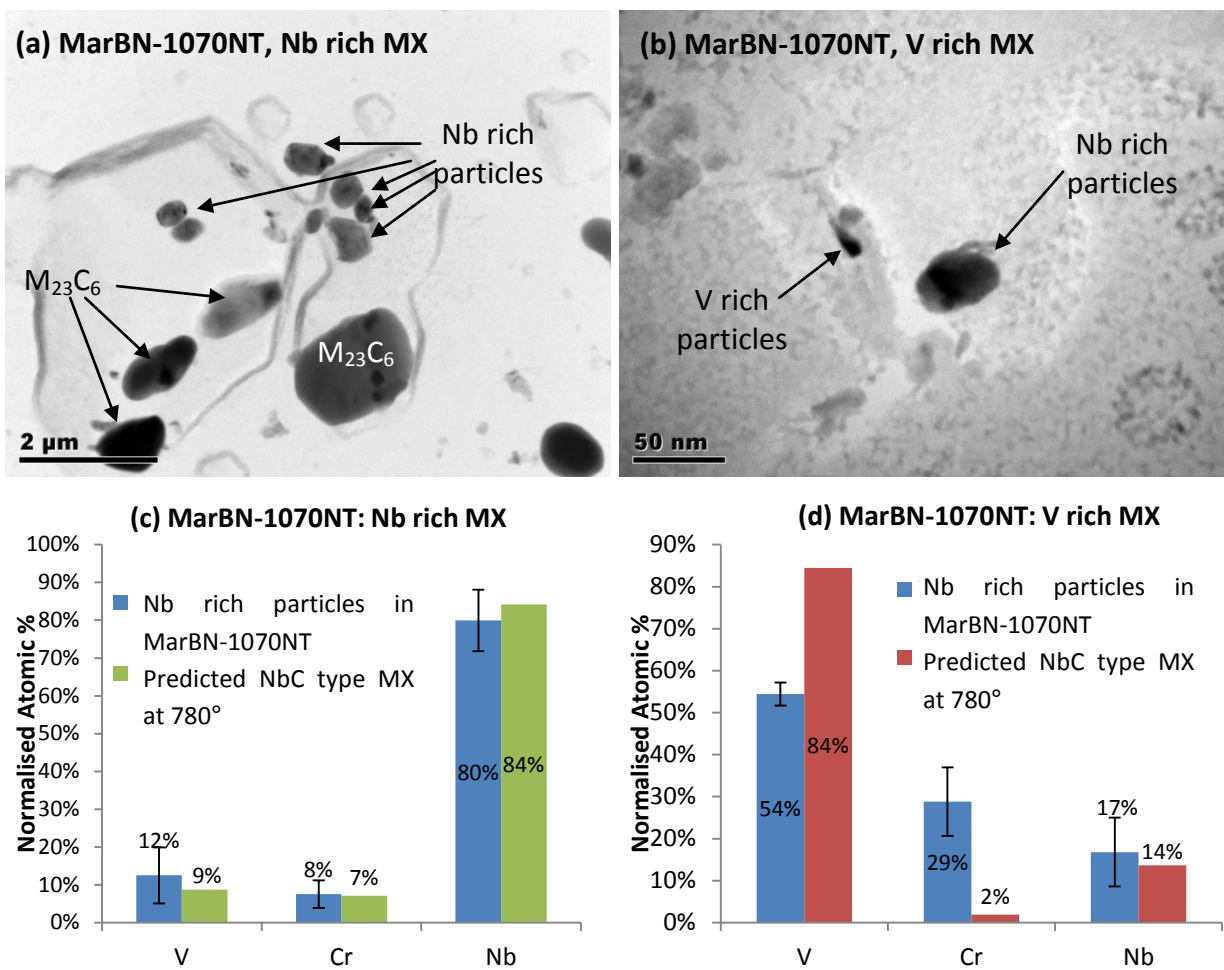 (a) MarBN-1070NT, Nb rich MX
Nb rich
particles
M₂₃C₆
M₂₃C₆
2 µm
(b) MarBN-1070NT, V rich MX
Nb rich
particles
V rich
particles
50 nm
(c) MarBN-1070NT: Nb rich MX
Normalised Atomic %
100%
90%
80%
70%
60%
50%
40%
30%
20%
10%
0%
Nb rich particles in
MarBN-1070NT
Predicted NbC type MX
at 780°
12%
9%
8%
7%
80%
84%
V
Cr
Nb
(d) MarBN-1070NT: V rich MX
Normalised Atomic %
90%
80%
70%
60%
50%
40%
30%
20%
10%
0%
Nb rich particles in
MarBN-1070NT
Predicted NbC type MX
at 780°
54%
84%
29%
2%
17%
14%
V
Cr
Nb